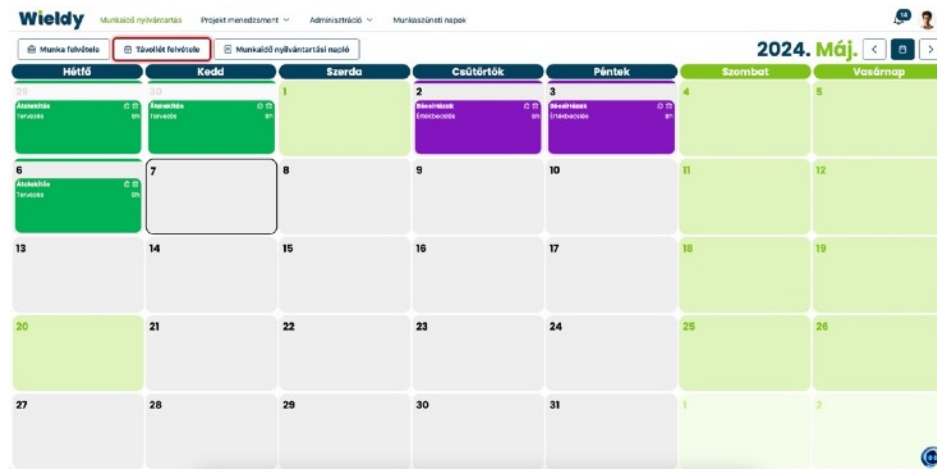 Wieldy Munkaidő nyilvántartás Projekt menedzsment Adminisztráció Munkaszüneti napok 14
Munka felvétele Távollét felvétele Munkaidő nyilvántartási napló 2024. Máj.
Hétfő Kedd Szerda Csütörtök Péntek Szombat Vasárnap
29 30 1 2 3 4 5
Átalakítás Átalakítás
Tervezés 8h Tervezés 8h Értékbecslés 8h Értékbecslés 8h
6 7 8 9 10 11 12
Átalakítás
Tervezés
13 14 15 16 17 18 19
20 21 22 23 24 25 26
27 28 29 30 31 1 2